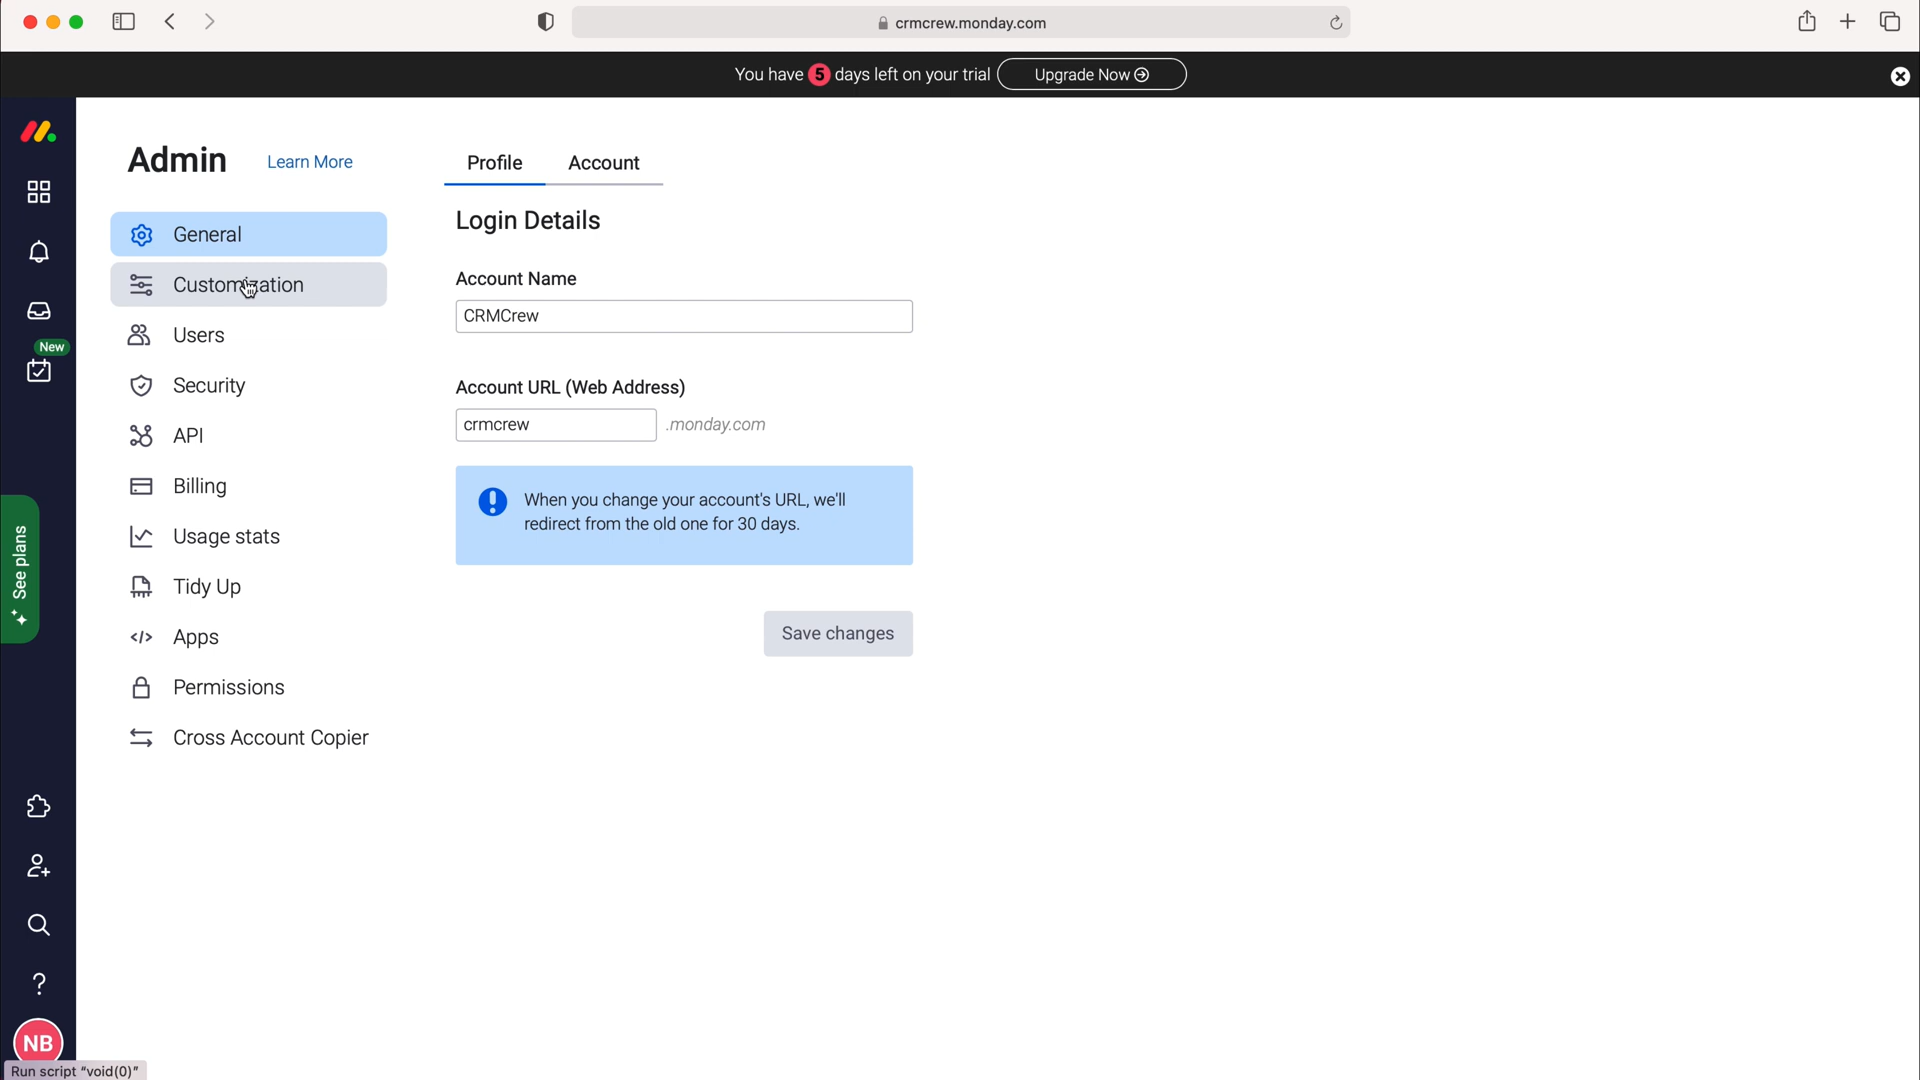 crmcrew.monday.com
You have 5 days left on your trial Upgrade Now
Admin Learn More
Profile Account
General
Customization
Users
Security
API
Billing
Usage stats
Tidy Up
Apps
Permissions
Cross Account Copier
Login Details
Account Name
CRMCrew
Account URL (Web Address)
crmcrew .monday.com
When you change your account's URL, we'll
redirect from the old one for 30 days.
Save changes
New
See plans
NB
Run script "void(0)"